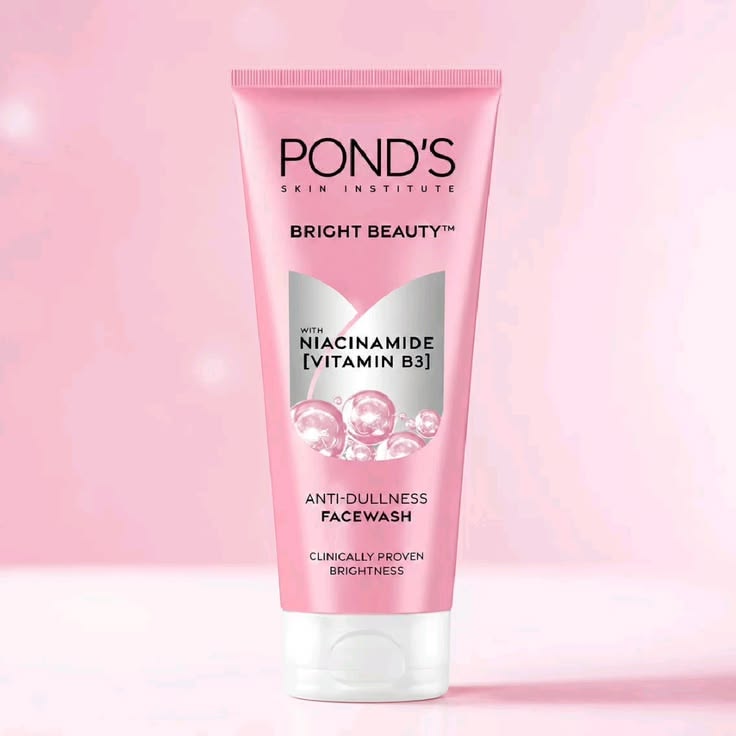 POND'S
SKIN INSTITUTE
BRIGHT BEAUTY™
WITH
NIACINAMIDE
[VITAMIN B3]
ANTI-DULLNESS
FACEWASH
CLINICALLY PROVEN
BRIGHTNESS